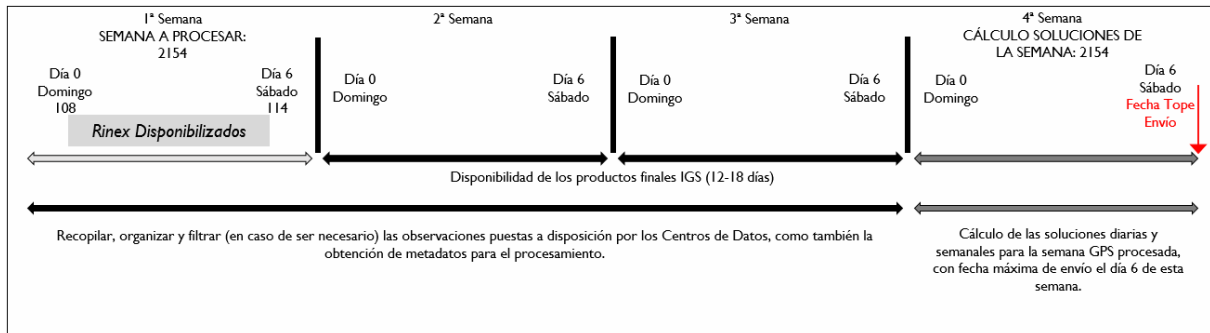 1ª Semana
SEMANA A PROCESAR:
2154
2ª Semana
3ª Semana
4ª Semana
CÁLCULO SOLUCIONES DE
LA SEMANA: 2154
Día 0
Domingo
108
Día 6
Sábado
114
Día 0
Domingo
Día 6
Sábado
Día 0
Domingo
Día 6
Sábado
Día 0
Domingo
Día 6
Sábado
Fecha Tope
Envío
Rinex Disponibilizados
Disponibilidad de los productos finales IGS (12-18 días)
Recopilar, organizar y filtrar (en caso de ser necesario) las observaciones puestas a disposición por los Centros de Datos, como también la
obtención de metadatos para el procesamiento.
Cálculo de las soluciones diarias y
semanales para la semana GPS procesada,
con fecha máxima de envío el día 6 de esta
semana.